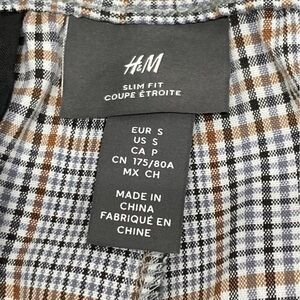 H&M
SLIM FIT
COUPE ÉTROITE
EUR S
US S
CA P
CN 175/80A
MX CH
MADE IN
CHINA
FABRIQUÉ EN
CHINE